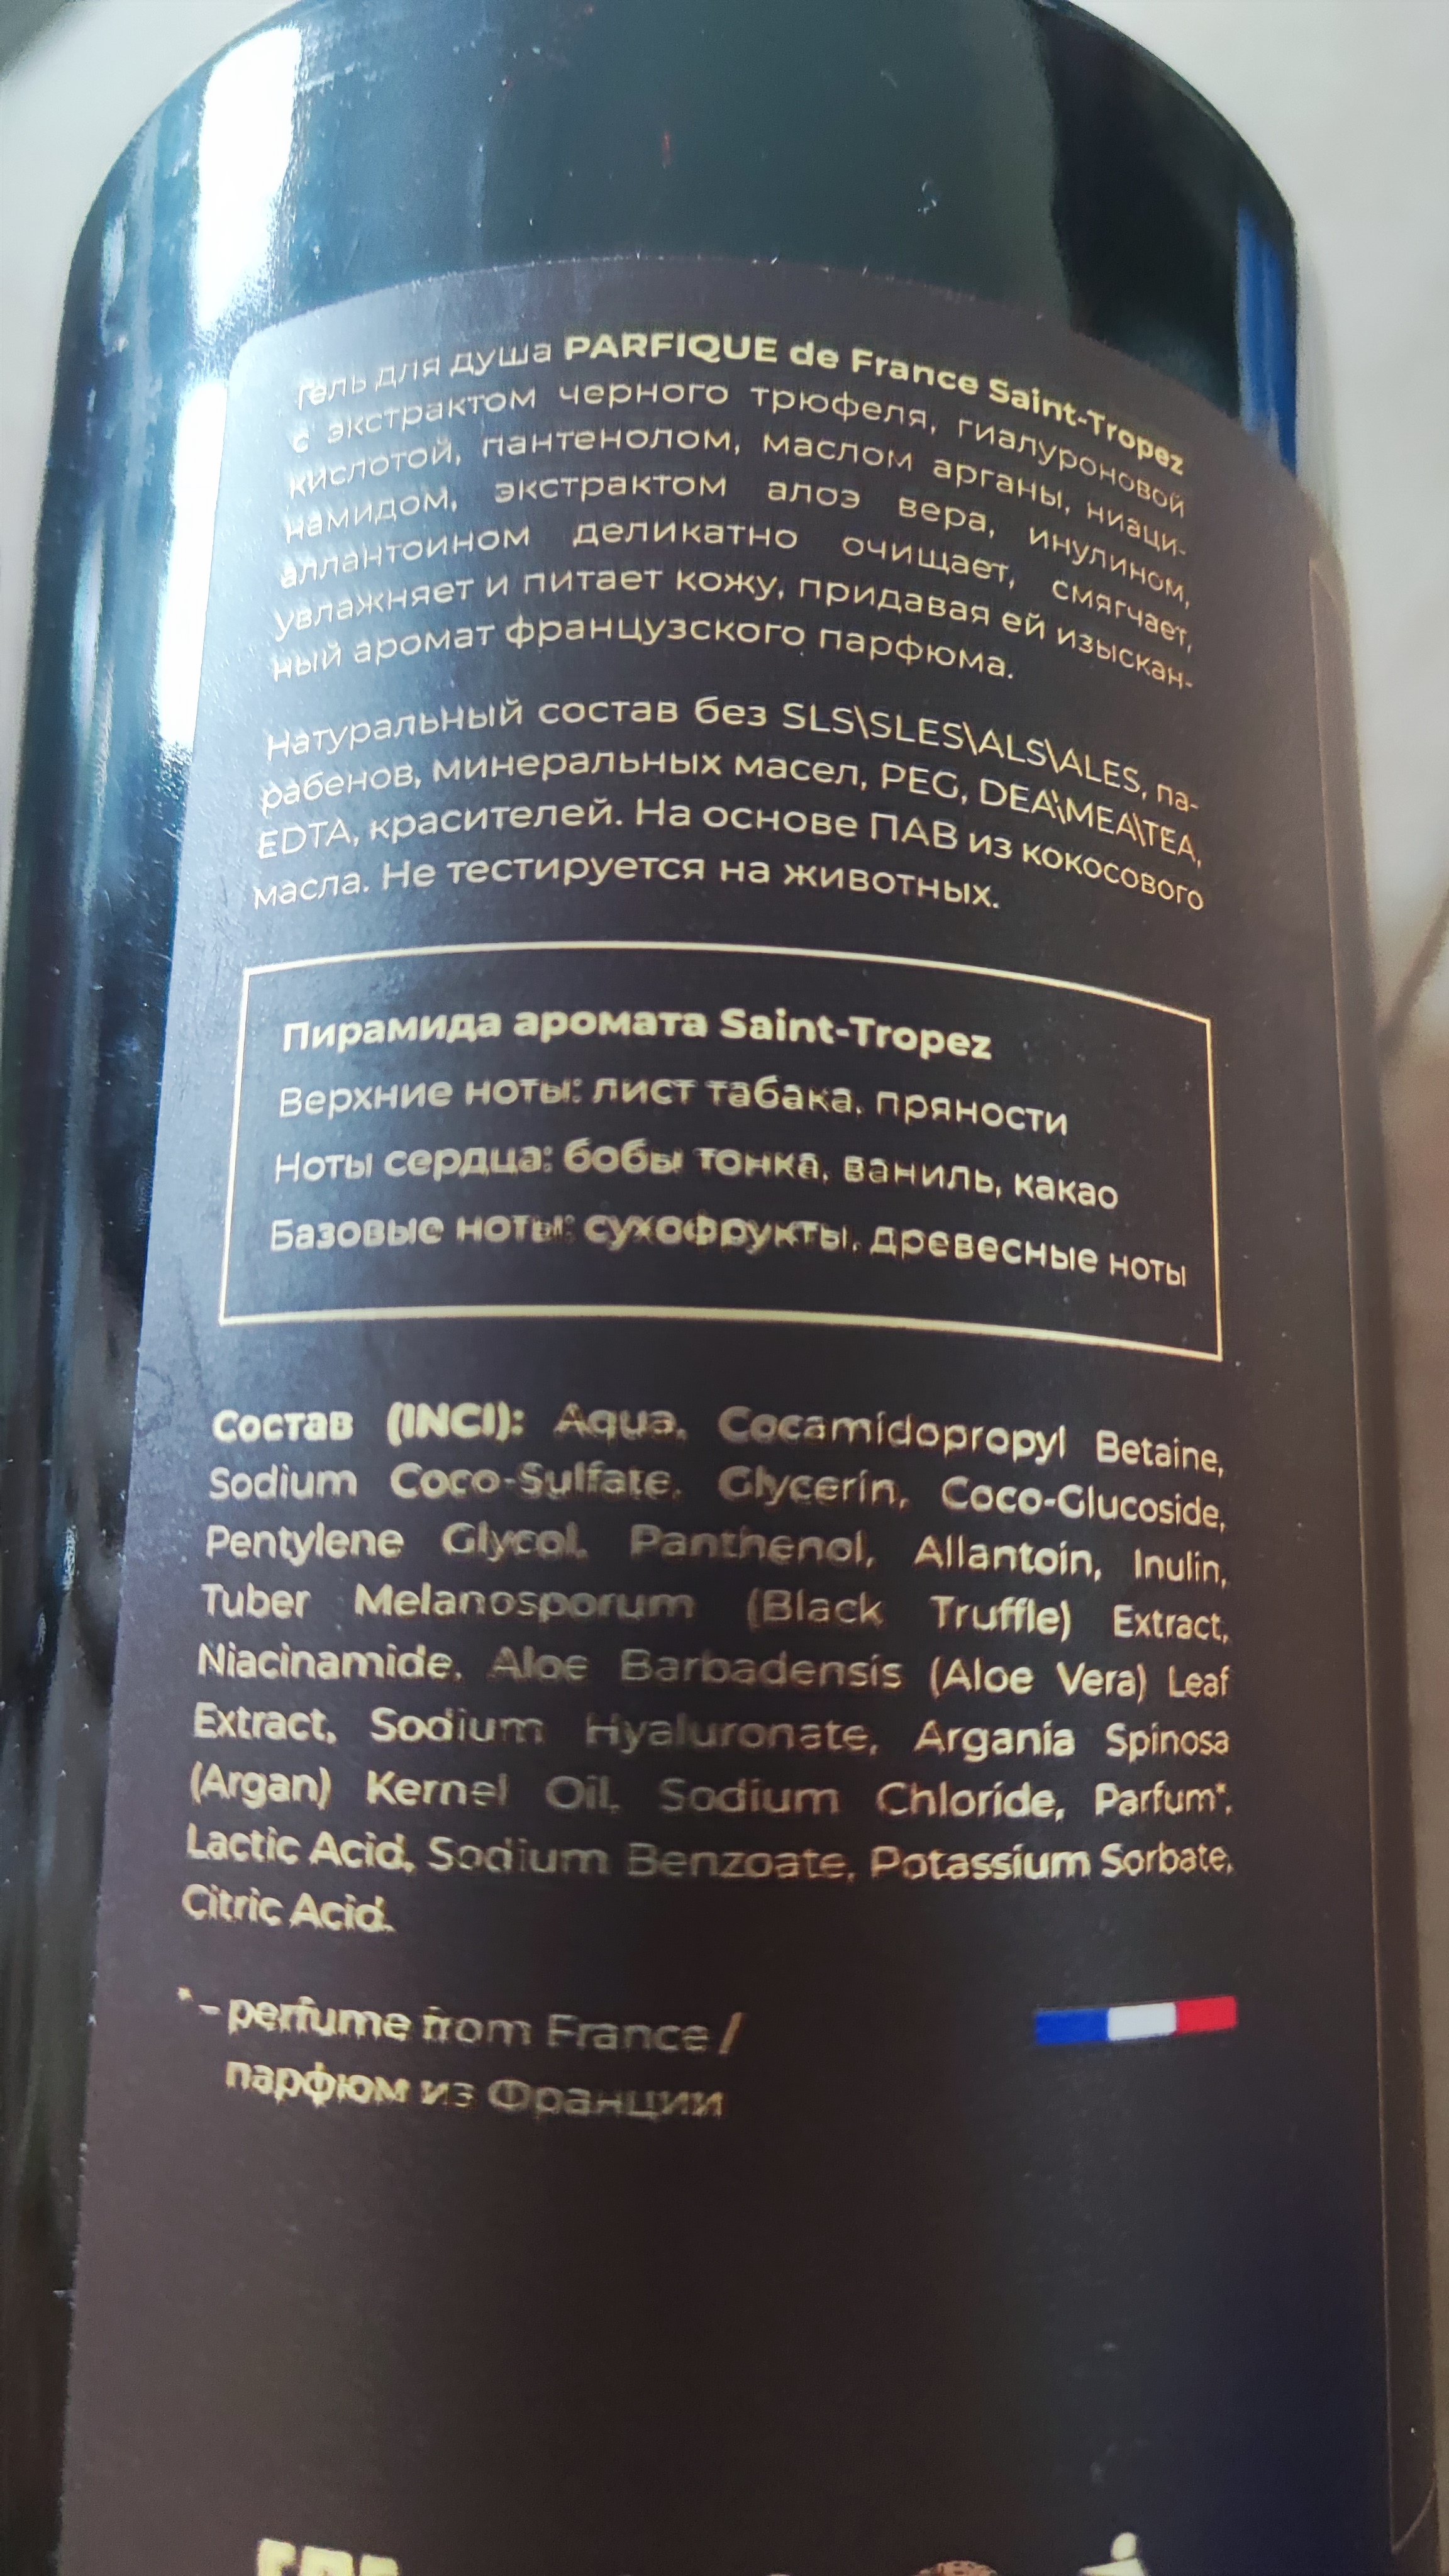 гель для душа PARFIQUE de France Saint-Tropez
с экстрактом черного трюфеля, гиалуроновой
кислотой, пантенолом, маслом арганы, ниаци-
намидом, экстрактом алоэ вера, инулином,
аллантоином деликатно очищает, смягчает,
увлажняет и питает кожу, придавая ей изыскан-
ный аромат французского парфюма.
Натуральный состав без SLS\SLES\ALS\ALES, па-
рабенов, минеральных масел, PEG, DEA\MEA\TEA,
EDTA, красителей. На основе ПАВ из кокосового
масла. Не тестируется на животных.
Пирамида аромата Saint-Tropez
Верхние ноты: лист табака, пряности
Ноты сердца: бобы тонка, ваниль, какао
Базовые ноты: сухофрукты, древесные ноты
Состав (INCI): Aqua, Cocamidopropyl Betaine,
Sodium Coco-Sulfate, Glycerin, Coco-Glucoside,
Pentylene Glycol, Panthenol, Allantoin, Inulin,
Tuber Melanosporum (Black Truffle) Extract,
Niacinamide, Aloe Barbadensis (Aloe Vera) Leaf
Extract, Sodium Hyaluronate, Argania Spinosa
(Argan) Kernel Oil, Sodium Chloride, Parfum*,
Lactic Acid, Sodium Benzoate, Potassium Sorbate,
Citric Acid.
* - perfume from France /
парфюм из Франции